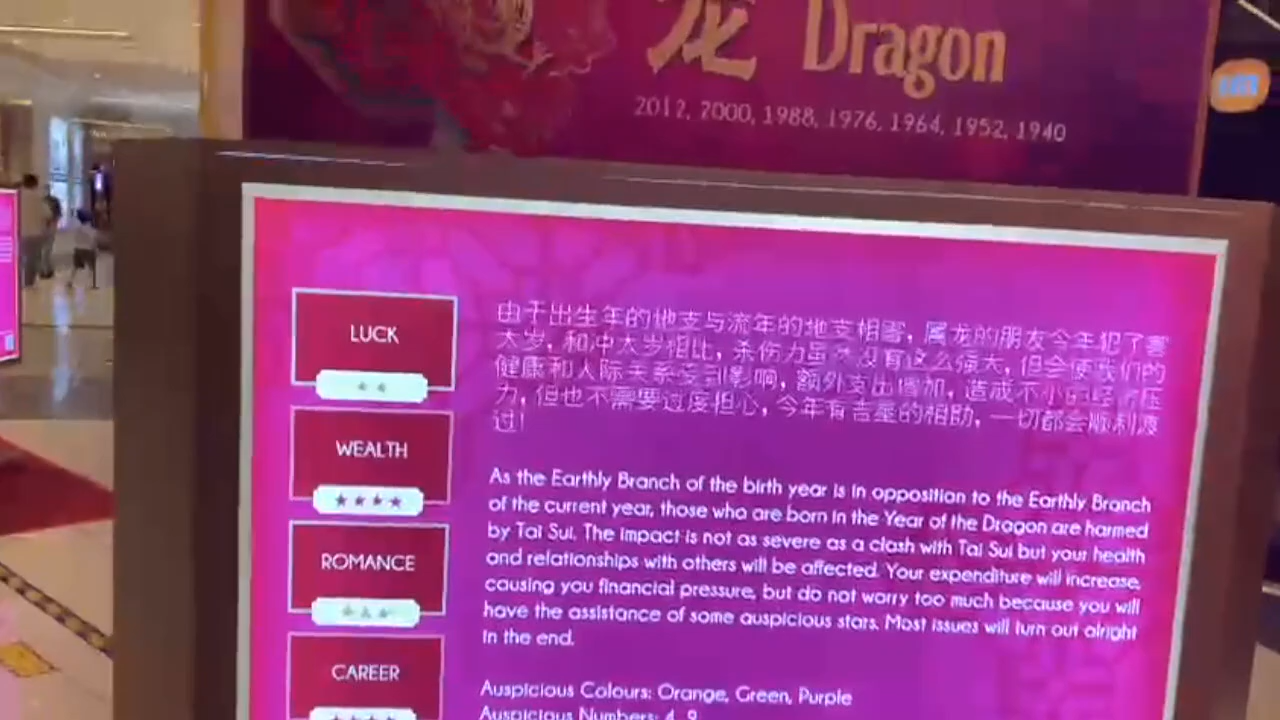 龙 Dragon
2012, 2000, 1988, 1976, 1964, 1952, 1940
LUCK
WEALTH
ROMANCE
CAREER
由于出生年的地支与流年的地支相害, 属龙的朋友今年犯了害
太岁, 和冲太岁相比, 杀伤力虽然没有这么强大, 但会使我们的
健康和人际关系受到影响, 额外支出增加, 造成不小的经济压
力, 但也不需要过度担心, 今年有吉星的相助, 一切都会顺利渡
过!
As the Earthly Branch of the birth year is in opposition to the Earthly Branch
of the current year, those who are born in the Year of the Dragon are harmed
by Tai Sui. The impact is not as severe as a clash with Tai Sui but your health
and relationships with others will be affected. Your expenditure will increase,
causing you financial pressure, but do not worry too much because you will
have the assistance of some auspicious stars. Most issues will turn out alright
in the end.
Auspicious Colours: Orange, Green, Purple
Auspicious Numbers: 4, 9